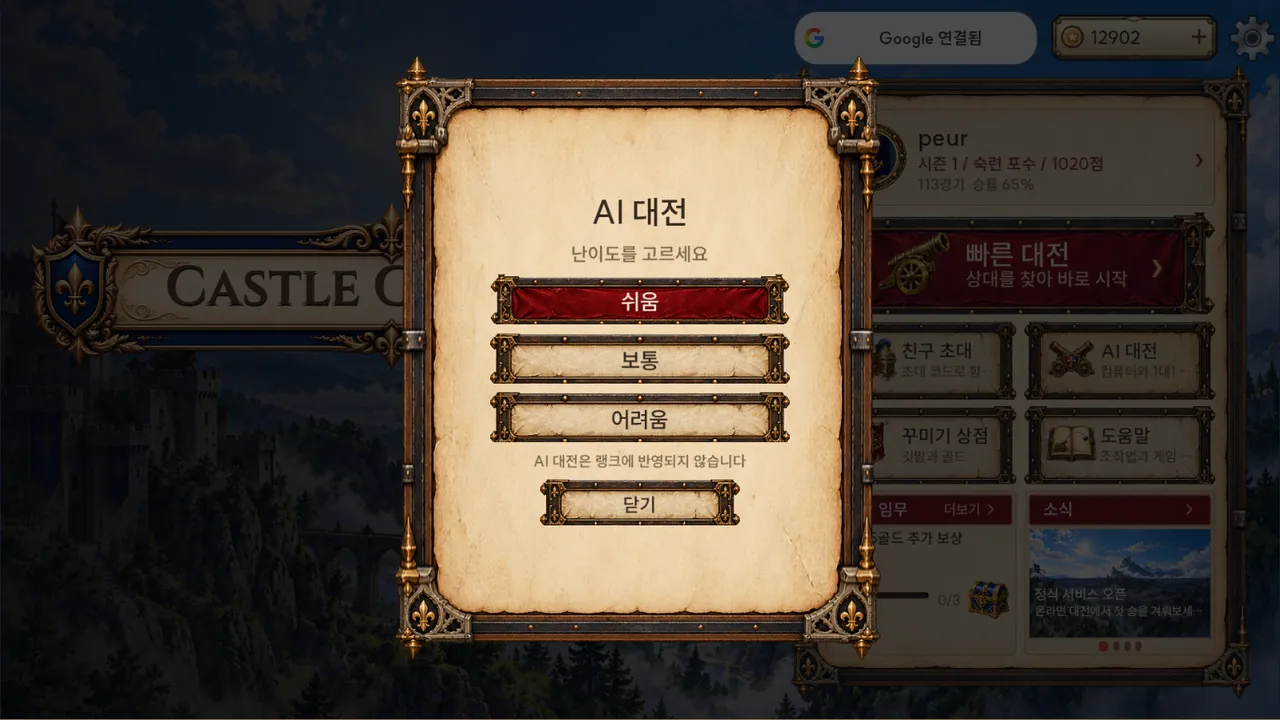 Google 연결됨
12902
peur
시즌 1 / 숙련 포수 / 1020점
113경기 승률 65%
CASTLE
빠른 대전
상대를 찾아 바로 시작
AI 대전
난이도를 고르세요
쉬움
보통
어려움
AI 대전은 랭크에 반영되지 않습니다
닫기
친구 초대
초대 코드로 함…
AI 대전
컴퓨터와 1대1 …
꾸미기 상점
깃발과 골드
도움말
조작법과 게임 …
임무
더보기
골드 추가 보상
0/3
소식
정식 서비스 오픈
온라인 대전에서 첫 승을 겨뤄보세…